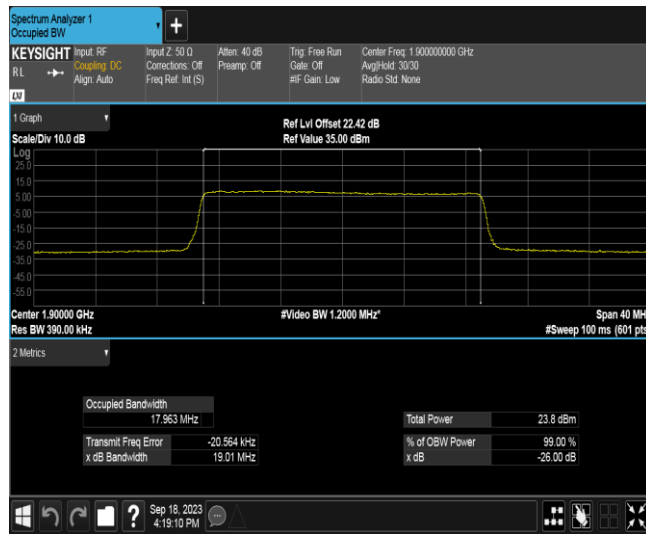 Spectrum Analyzer 1
Occupied BW
+
KEYSIGHT Input: RF Input Z: 50 Ω Atten: 40 dB Trig: Free Run Center Freq: 1.900000000 GHz
RL Coupling: DC Corrections: Off Preamp: Off Gate: Off Avg|Hold: 30/30
Align: Auto Freq Ref: Int (S) #IF Gain: Low Radio Std: None
LXI
1 Graph
Ref Lvl Offset 22.42 dB
Scale/Div 10.0 dB Ref Value 35.00 dBm
Log
25.0
15.0
5.00
-5.00
-15.0
-25.0
-35.0
-45.0
-55.0
Center 1.90000 GHz #Video BW 1.2000 MHz* Span 40 MH
Res BW 390.00 kHz #Sweep 100 ms (601 pts
2 Metrics
Occupied Bandwidth
17.963 MHz Total Power 23.8 dBm
Transmit Freq Error -20.564 kHz % of OBW Power 99.00 %
x dB Bandwidth 19.01 MHz x dB -26.00 dB
? Sep 18, 2023
4:19:10 PM